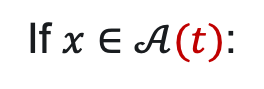 If 𝑥 ∈ 𝒜(𝑡):